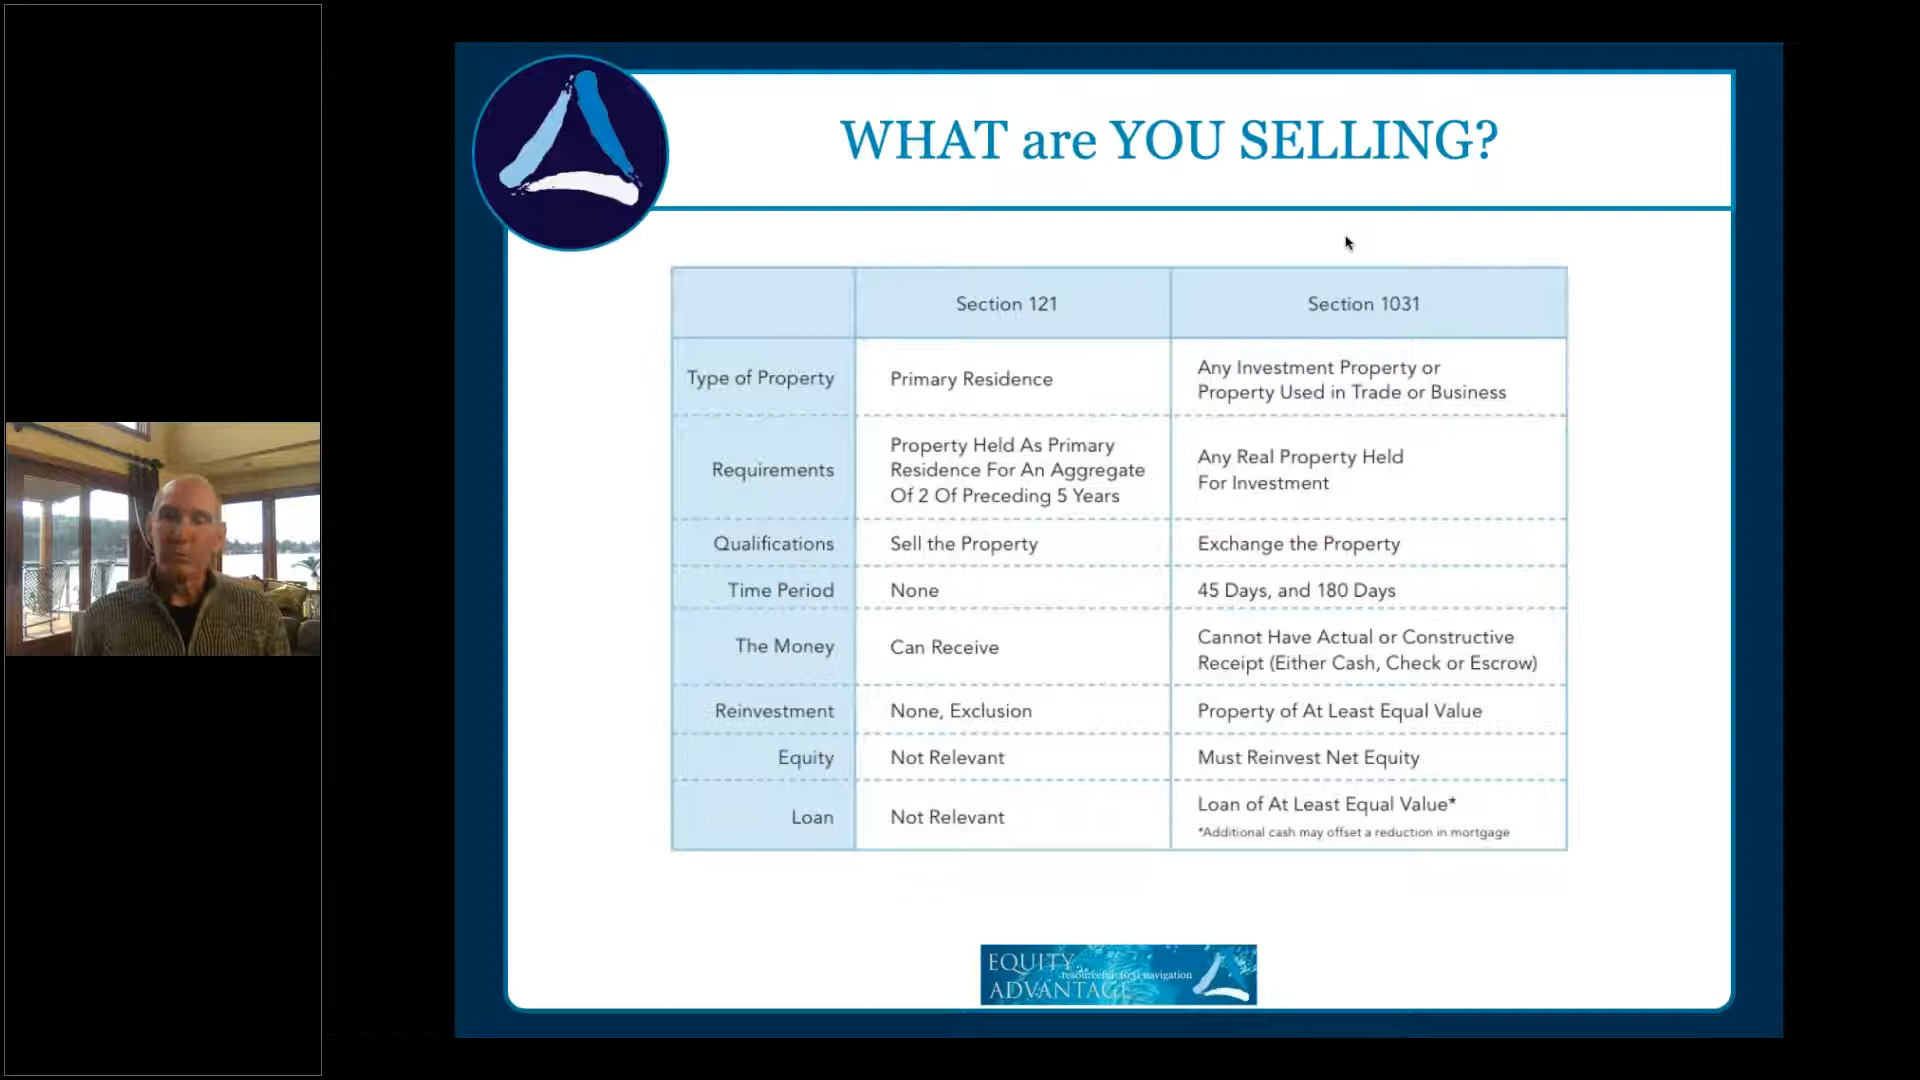 WHAT are YOU SELLING?
Section 121
Section 1031
Type of Property
Primary Residence
Any Investment Property or
Property Used in Trade or Business
Requirements
Property Held As Primary
Residence For An Aggregate
Of 2 Of Preceding 5 Years
Any Real Property Held
For Investment
Qualifications
Sell the Property
Exchange the Property
Time Period
None
45 Days, and 180 Days
The Money
Can Receive
Cannot Have Actual or Constructive
Receipt (Either Cash, Check or Escrow)
Reinvestment
None, Exclusion
Property of At Least Equal Value
Equity
Not Relevant
Must Reinvest Net Equity
Loan
Not Relevant
Loan of At Least Equal Value*
*Additional cash may offset a reduction in mortgage
EQUITY
resourceful 1031 navigation
ADVANTAGE